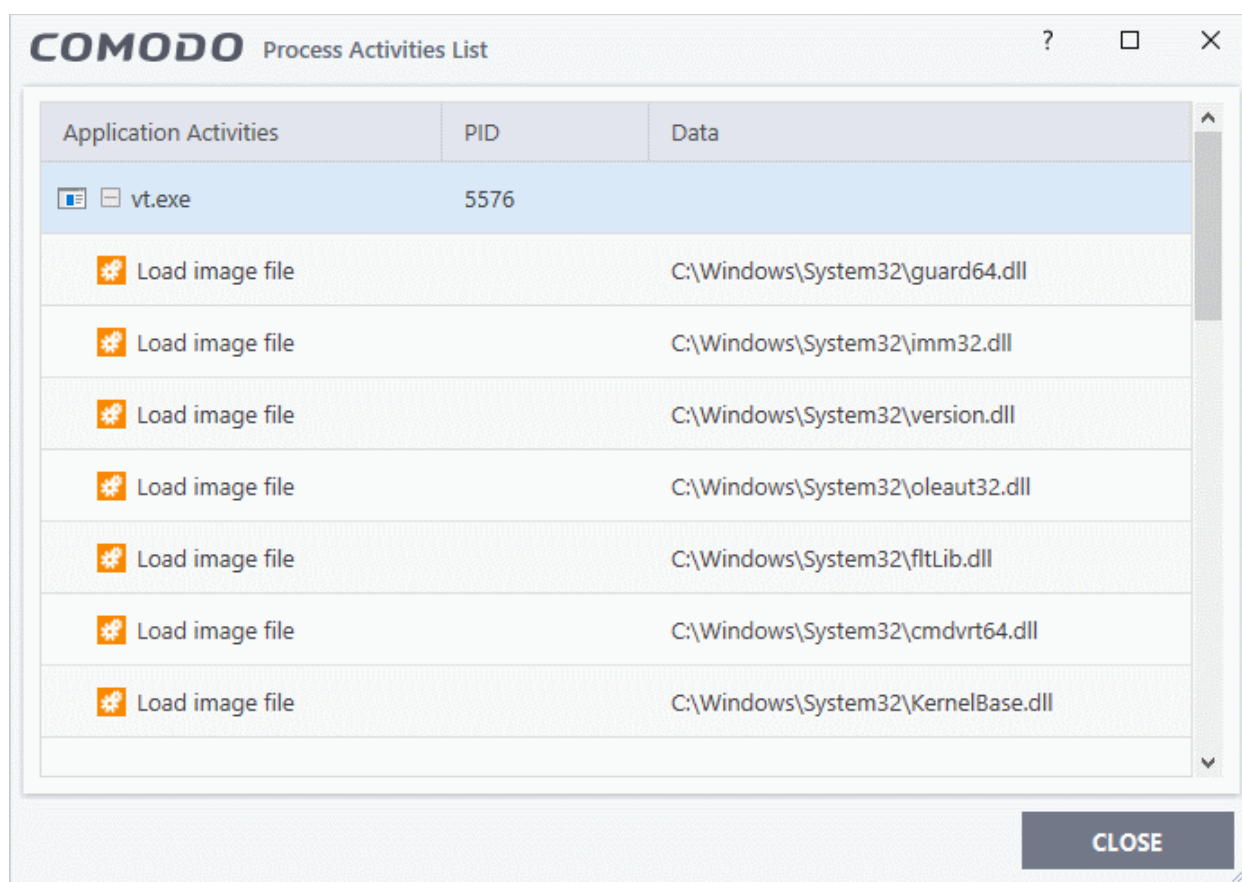 COMODO Process Activities List ?
Application Activities PID Data
vt.exe 5576
Load image file C:\Windows\System32\guard64.dll
Load image file C:\Windows\System32\imm32.dll
Load image file C:\Windows\System32\version.dll
Load image file C:\Windows\System32\oleaut32.dll
Load image file C:\Windows\System32\fltLib.dll
Load image file C:\Windows\System32\cmdvrt64.dll
Load image file C:\Windows\System32\KernelBase.dll
CLOSE